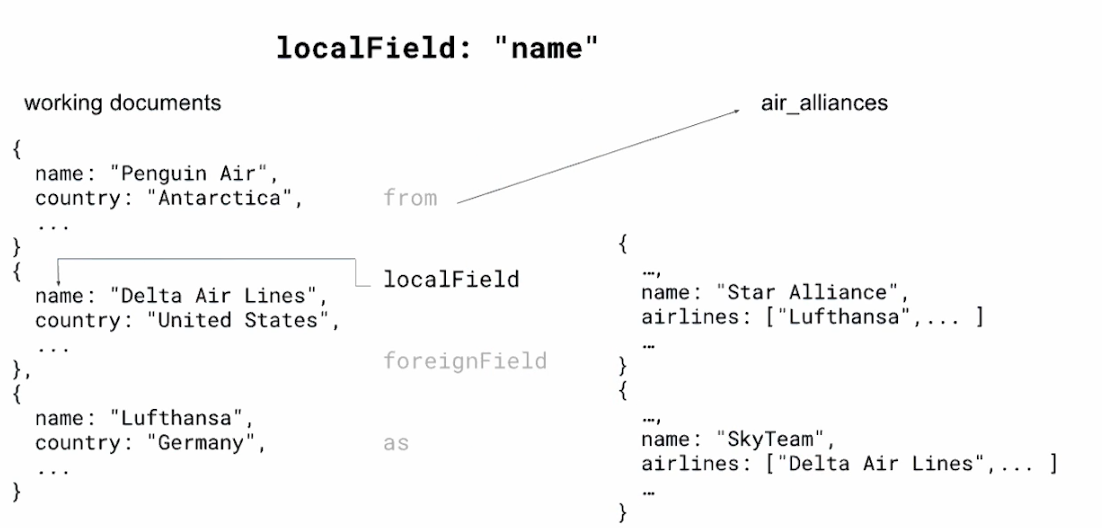 localField: "name"
working documents
air_alliances
{
name: "Penguin Air",
country: "Antarctica",
...
}
{
name: "Delta Air Lines",
country: "United States",
...
},
{
name: "Lufthansa",
country: "Germany",
...
}
from
localField
foreignField
as
{
…,
name: "Star Alliance",
airlines: ["Lufthansa",... ]
…
}
{
…,
name: "SkyTeam",
airlines: ["Delta Air Lines",... ]
…
}